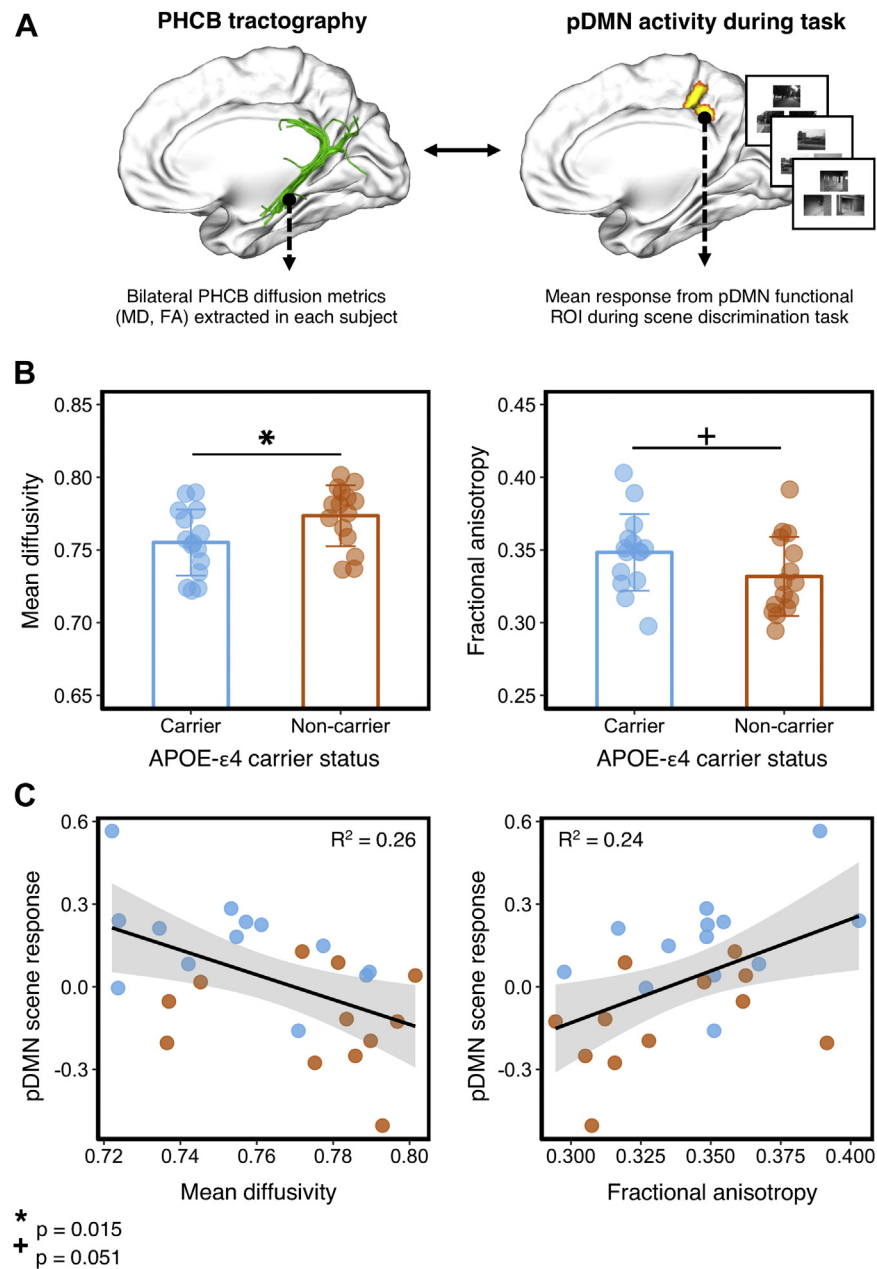 A
PHCB tractography
pDMN activity during task
Bilateral PHCB diffusion metrics
(MD, FA) extracted in each subject
Mean response from pDMN functional
ROI during scene discrimination task
B
Mean diffusivity
0.85
0.80
0.75
0.70
0.65
*
Carrier
Non-carrier
APOE-ε4 carrier status
Fractional anisotropy
0.45
0.40
0.35
0.30
0.25
+
Carrier
Non-carrier
APOE-ε4 carrier status
C
pDMN scene response
0.6
0.3
0.0
-0.3
R² = 0.26
0.72
0.74
0.76
0.78
0.80
Mean diffusivity
pDMN scene response
0.6
0.3
0.0
-0.3
R² = 0.24
0.300
0.325
0.350
0.375
0.400
Fractional anisotropy
* p = 0.015
+ p = 0.051